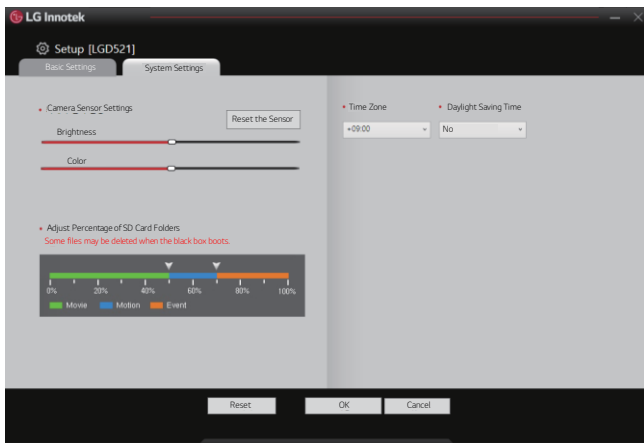 LG Innotek
Setup [LGD521]
Basic Settings
System Settings
Camera Sensor Settings
Reset the Sensor
Brightness
Color
Adjust Percentage of SD Card Folders
Some files may be deleted when the black box boots.
0% 20% 40% 60% 80% 100%
Movie Motion Event
Time Zone Daylight Saving Time
+09:00 No
Reset OK Cancel